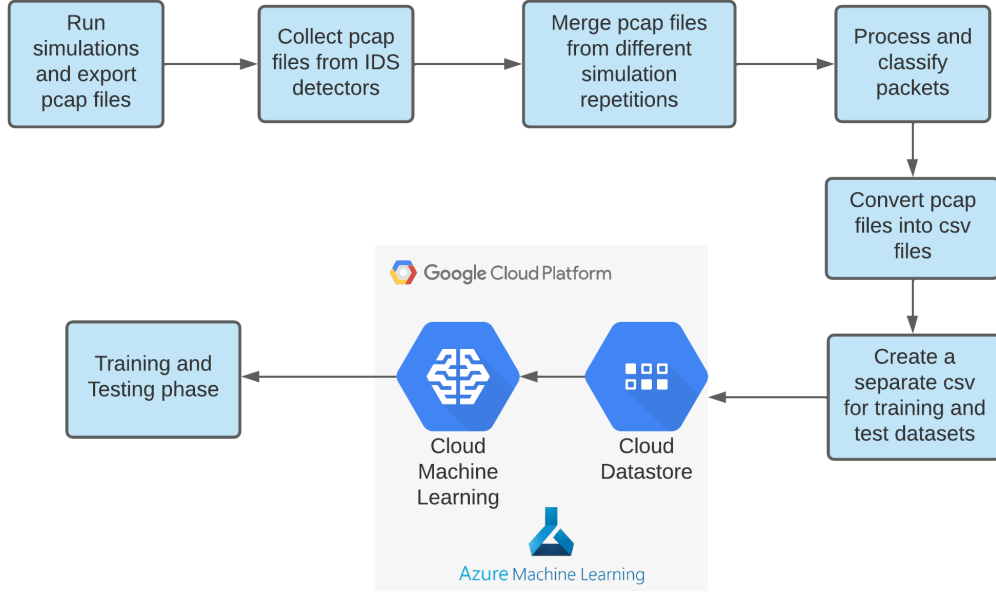 Run
simulations
and export
pcap files
Collect pcap
files from IDS
detectors
Merge pcap files
from different
simulation
repetitions
Process and
classify
packets
Convert pcap
files into csv
files
Create a
separate csv
for training and
test datasets
Google Cloud Platform
Cloud
Datastore
Cloud
Machine
Learning
Azure Machine Learning
Training and
Testing phase